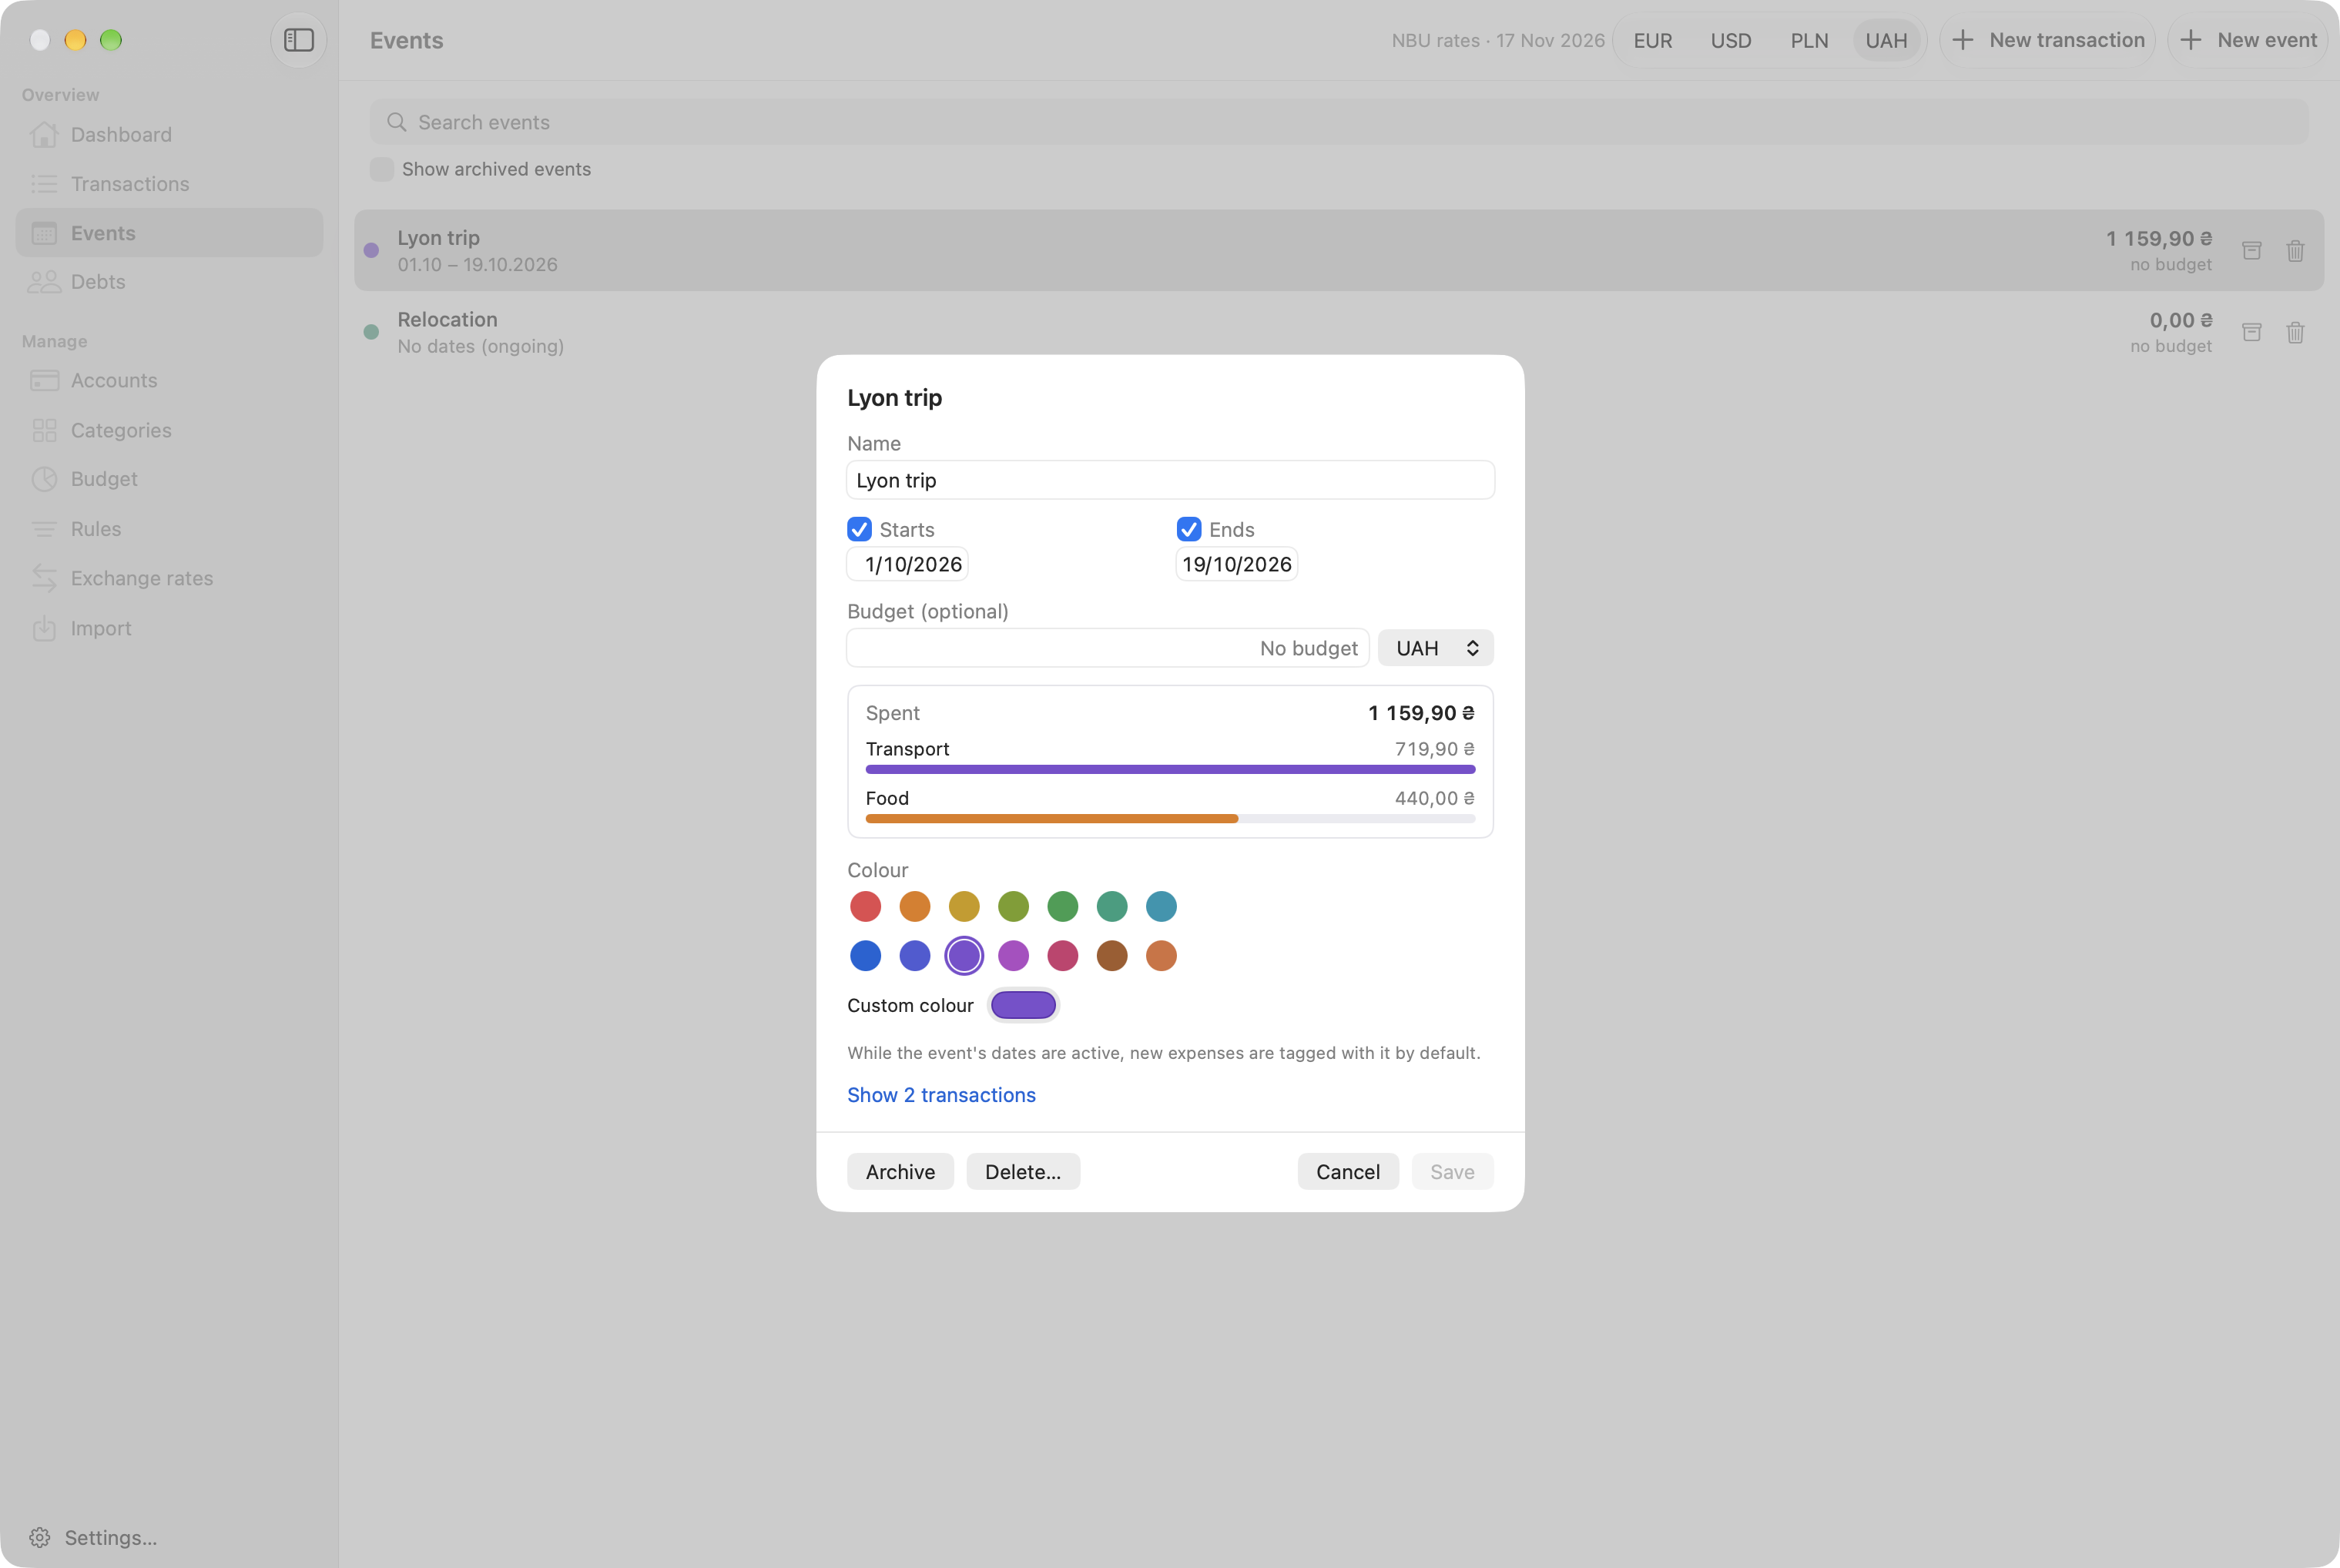 Events
NBU rates · 17 Nov 2026
EUR
USD
PLN
UAH
New transaction
New event
Overview
Dashboard
Transactions
Events
Debts
Manage
Accounts
Categories
Budget
Rules
Exchange rates
Import
Settings...
Search events
Show archived events
Lyon trip
1 159,90 ₴
01.10 – 19.10.2026
no budget
Relocation
0,00 ₴
No dates (ongoing)
no budget
Lyon trip
Name
Lyon trip
Starts
Ends
1/10/2026
19/10/2026
Budget (optional)
No budget
UAH
Spent
1 159,90 ₴
Transport
719,90 ₴
Food
440,00 ₴
Colour
Custom colour
While the event's dates are active, new expenses are tagged with it by default.
Show 2 transactions
Archive
Delete...
Cancel
Save